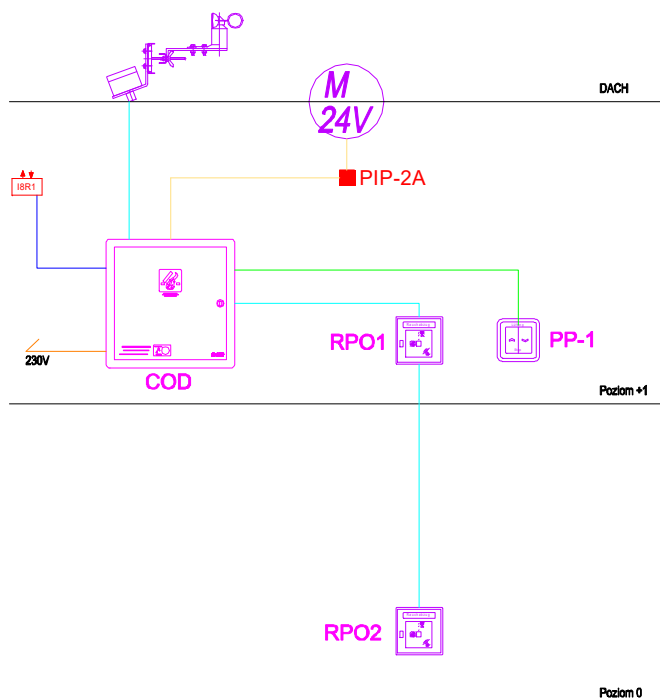 M
24V
DACH
I8R1
PIP-2A
RPO1
PP-1
230V
COD
Poziom +1
RPO2
Poziom 0